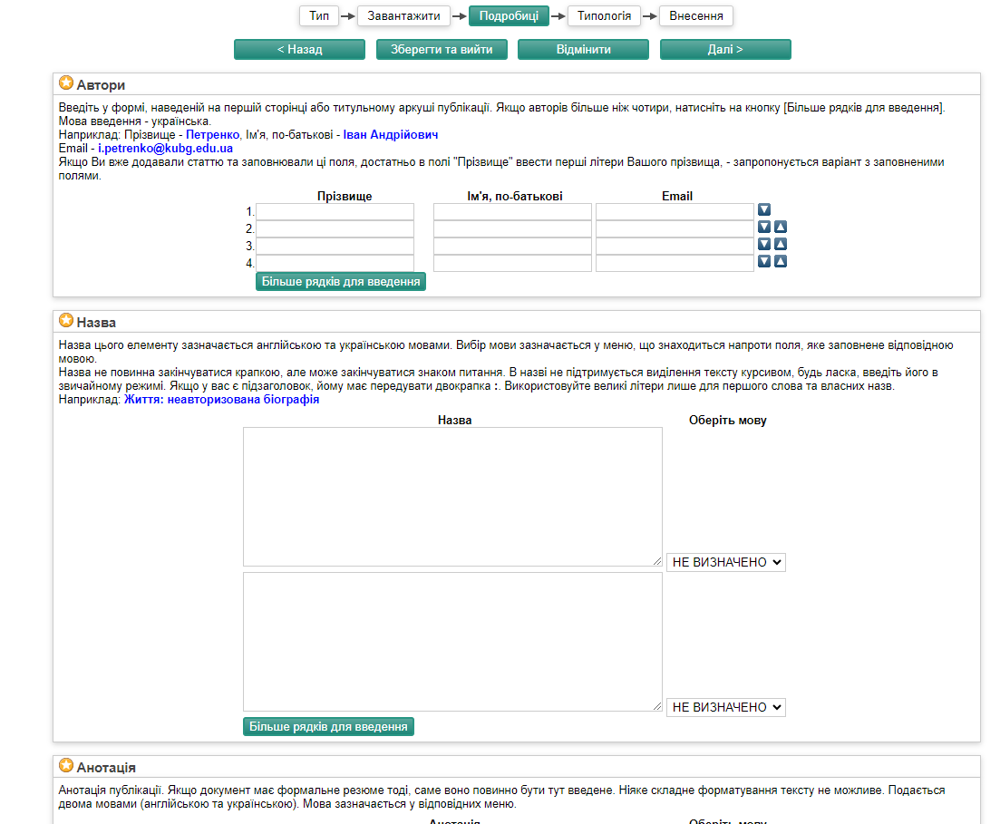 Тип Завантажити Подробиці Типологія Внесення
< Назад Зберегти та вийти Відмінити Далі >
Автори
Введіть у формі, наведеній на першій сторінці або титульному аркуші публікації. Якщо авторів більше ніж чотири, натисніть на кнопку [Більше рядків для введення].
Мова введення - українська.
Наприклад: Прізвище - Петренко, Ім'я, по-батькові - Іван Андрійович
Email - i.petrenko@kubg.edu.ua
Якщо Ви вже додавали статтю та заповнювали ці поля, достатньо в полі "Прізвище" ввести перші літери Вашого прізвища, - запропонується варіант з заповненими
полями.
Прізвище Ім'я, по-батькові Email
1.
2.
3.
4.
Більше рядків для введення
Назва
Назва цього елементу зазначається англійською та українською мовами. Вибір мови зазначається у меню, що знаходиться напроти поля, яке заповнене відповідною
мовою.
Назва не повинна закінчуватися крапкою, але може закінчуватися знаком питання. В назві не підтримується виділення тексту курсивом, будь ласка, введіть його в
звичайному режимі. Якщо у вас є підзаголовок, йому має передувати двокрапка :. Використовуйте великі літери лише для першого слова та власних назв.
Наприклад: Життя: неавторизована біографія
Назва Оберіть мову
НЕ ВИЗНАЧЕНО
НЕ ВИЗНАЧЕНО
Більше рядків для введення
Анотація
Анотація публікації. Якщо документ має формальне резюме тоді, саме воно повинно бути тут введене. Ніяке складне форматування тексту не можливе. Подається
двома мовами (англійською та українською). Мова зазначається у відповідних меню.
Анотація Оберіть мову